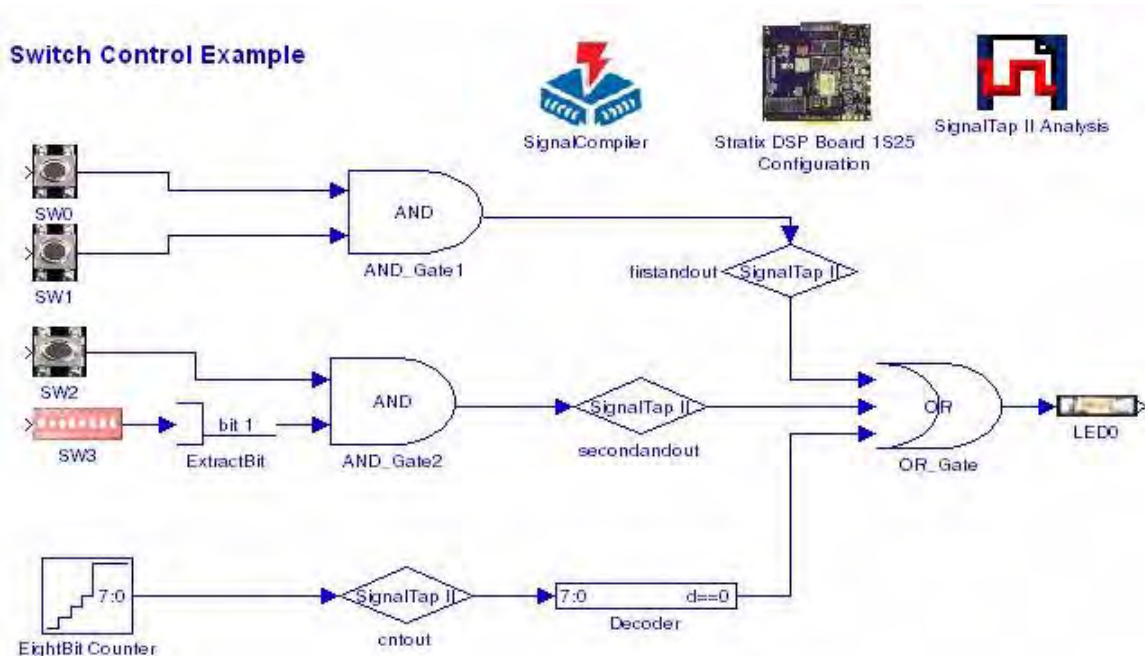 Switch Control Example
SignalCompiler
Stratix DSP Board 1S25
Configuration
SignalTap II Analysis
SW0
AND
AND_Gate1
SW1
firstandout
SignalTap II
SW2
AND
SignalTap II
OR
LED0
SW3
bit 1
ExtractBit
AND_Gate2
secondandout
OR_Gate
7:0
SignalTap II
7:0
d==0
EightBit Counter
cntout
Decoder